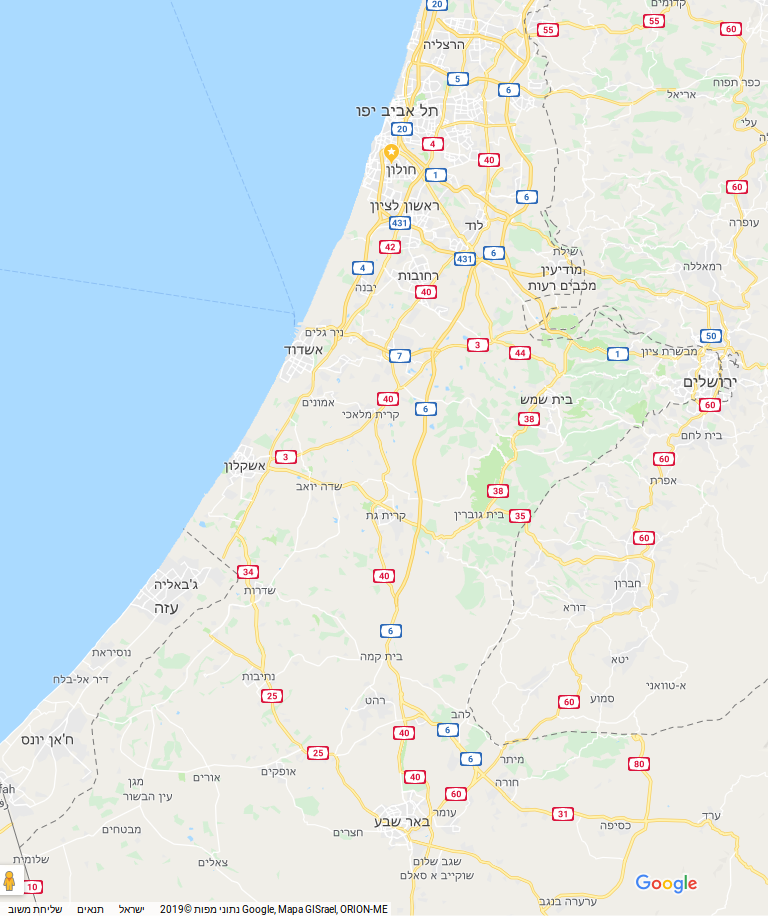 20
קדומים
55
55
60
הרצליה
5
6
כפר תפוח
אריאל
תל אביב יפו
20
עלי
4
40
חולון
1
60
6
ראשון לציון
431
לוד
עופרה
42
6
שילת
431
4
רחובות
מודיעין
מכבים רעות
רמאללה
יבנה
40
ניר גלים
50
אשדוד
7
3
44
1
מבשרת ציון
ירושלים
אמונים
40
6
קרית מלאכי
בית שמש
60
38
בית לחם
3
אשקלון
60
שדה יואב
38
אפרת
קרית גת
בית גוברין
35
60
ג'באליה
34
40
עזה
שדרות
חברון
דורא
6
נוסיראת
בית קמה
יטא
דיר אל-בלח
נתיבות
25
א-טוואני
סמוע
60
רהט
להב
ח'אן יונס
40
6
25
6
מיתר
80
מגן
אורים
אופקים
40
חורה
עין הבשור
60
fah
באר שבע
עומר
31
כסיפה
ערד
מבטחים
חצרים
שלומית
צאלים
שגב שלום
שוקייב א סאלם
10
Google
ערערה בנגב
נתוני מפות ©2019 Google, Mapa GISrael, ORION-ME
ישראל
תנאים
שליחת משוב